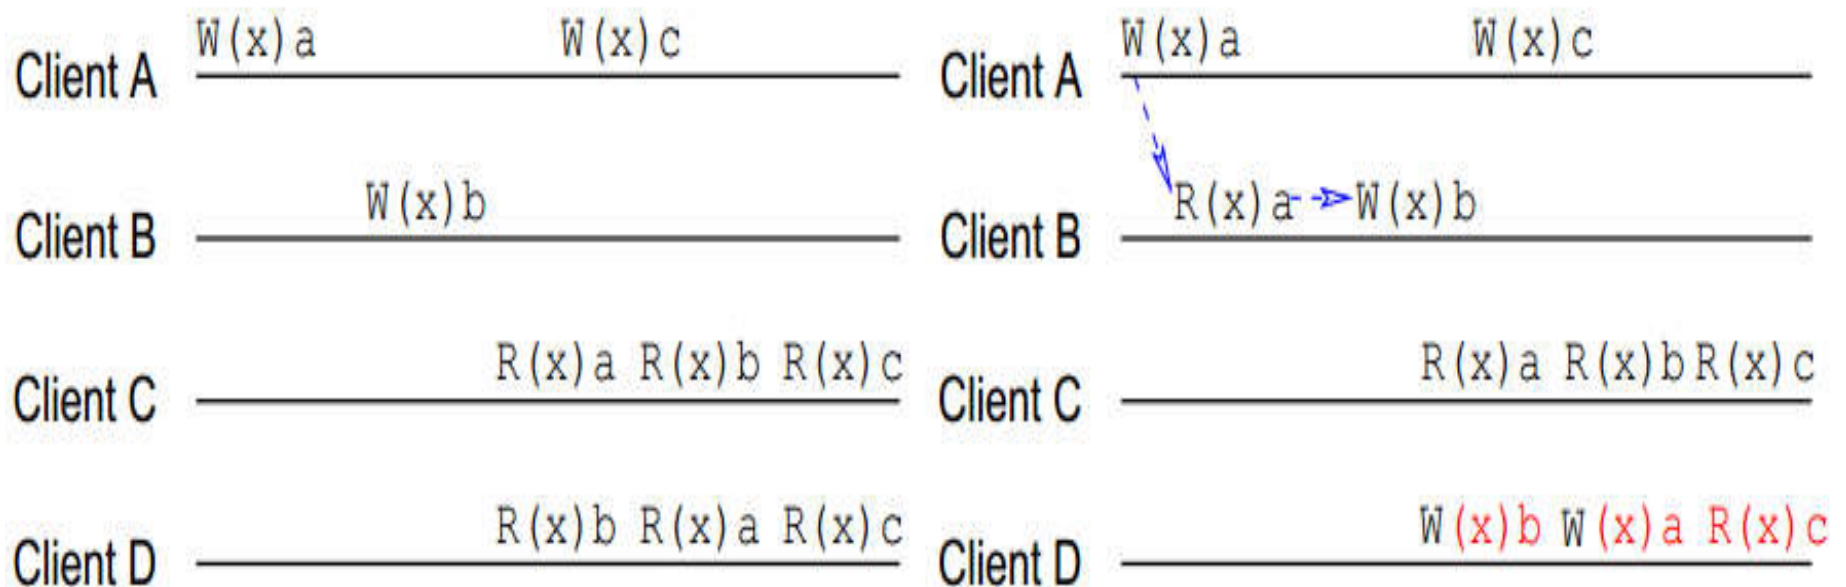 W(x)a W(x)c
Client A
W(x)b
Client B
R(x)a R(x)b R(x)c
Client C
R(x)b R(x)a R(x)c
Client D
W(x)a W(x)c
Client A
R(x)a W(x)b
Client B
R(x)a R(x)b R(x)c
Client C
W(x)b W(x)a R(x)c
Client D